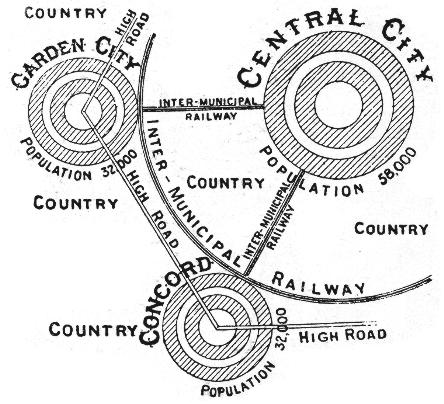 COUNTRY
HIGH
ROAD
GARDEN CITY
CENTRAL CITY
INTER-MUNICIPAL
RAILWAY
POPULATION 32,000
POPULATION 58,000
COUNTRY
HIGH ROAD
INTER-MUNICIPAL RAILWAY
COUNTRY
INTER-MUNICIPAL
RAILWAY
COUNTRY
CONCORD
COUNTRY
HIGH ROAD
POPULATION 32,000